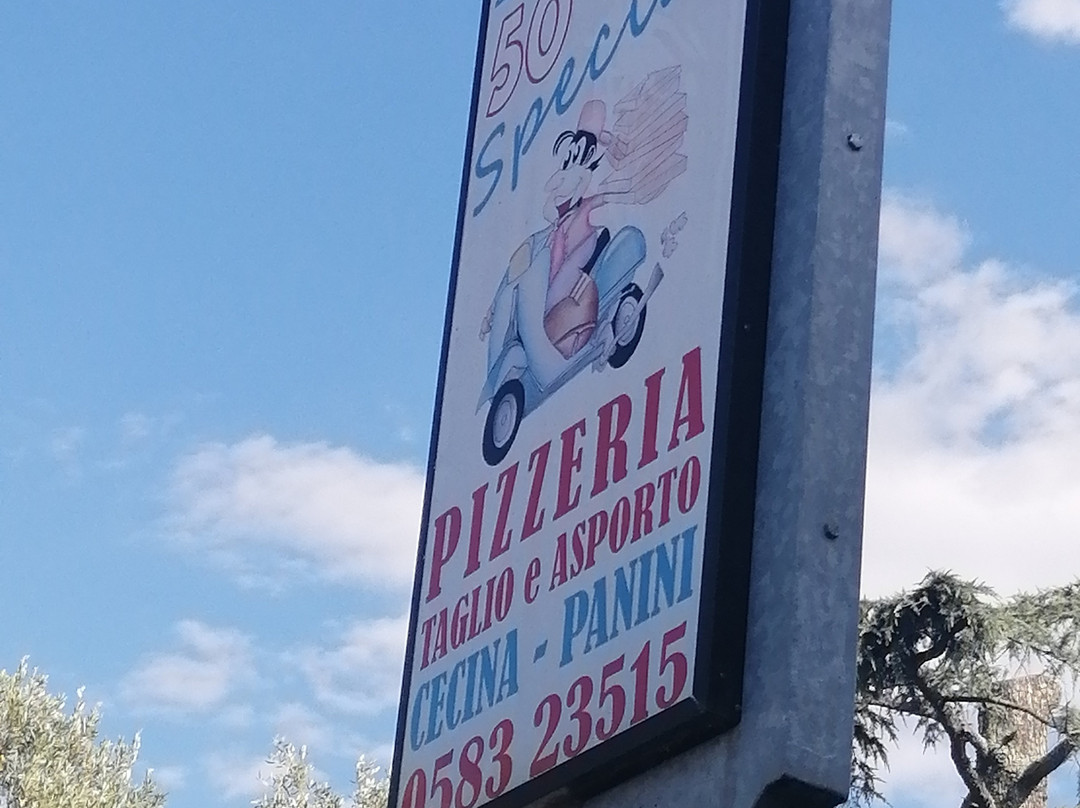 50
PIZZERIA
TAGLIO e ASPORTO
CECINA - PANINI
0583 23515